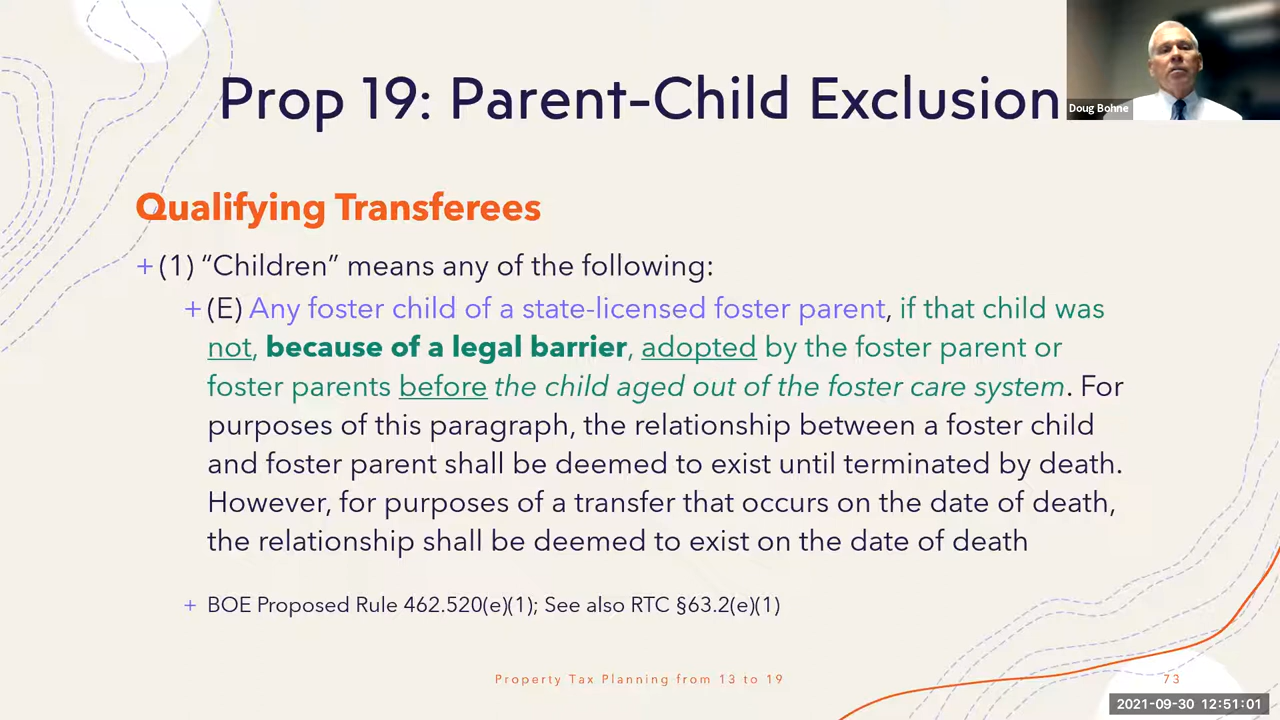 Prop 19: Parent-Child Exclusion
Doug Bohne
Qualifying Transferees
+ (1) “Children” means any of the following:
+ (E) Any foster child of a state-licensed foster parent, if that child was
not, because of a legal barrier, adopted by the foster parent or
foster parents before the child aged out of the foster care system. For
purposes of this paragraph, the relationship between a foster child
and foster parent shall be deemed to exist until terminated by death.
However, for purposes of a transfer that occurs on the date of death,
the relationship shall be deemed to exist on the date of death
+ BOE Proposed Rule 462.520(e)(1); See also RTC §63.2(e)(1)
Property Tax Planning from 13 to 19
73
2021-09-30 12:51:01